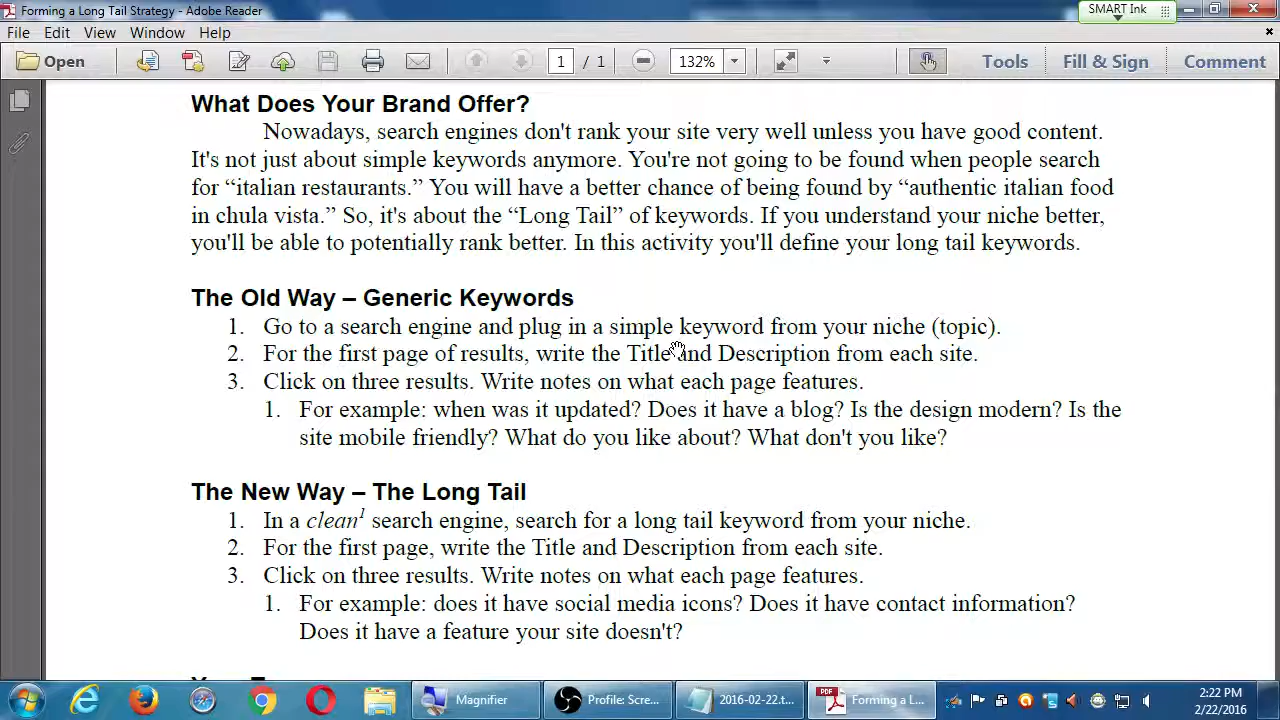 Forming a Long Tail Strategy - Adobe Reader
SMART Ink
File Edit View Window Help
Open 1 / 1 132% Tools Fill & Sign Comment
What Does Your Brand Offer?
Nowadays, search engines don't rank your site very well unless you have good content.
It's not just about simple keywords anymore. You're not going to be found when people search
for “italian restaurants.” You will have a better chance of being found by “authentic italian food
in chula vista.” So, it's about the “Long Tail” of keywords. If you understand your niche better,
you'll be able to potentially rank better. In this activity you'll define your long tail keywords.
The Old Way – Generic Keywords
1. Go to a search engine and plug in a simple keyword from your niche (topic).
2. For the first page of results, write the Title and Description from each site.
3. Click on three results. Write notes on what each page features.
1. For example: when was it updated? Does it have a blog? Is the design modern? Is the
site mobile friendly? What do you like about? What don't you like?
The New Way – The Long Tail
1. In a clean1 search engine, search for a long tail keyword from your niche.
2. For the first page, write the Title and Description from each site.
3. Click on three results. Write notes on what each page features.
1. For example: does it have social media icons? Does it have contact information?
Does it have a feature your site doesn't?
Magnifier Profile: Scre... 2016-02-22.t... PDF Forming a L...
2:22 PM
2/22/2016